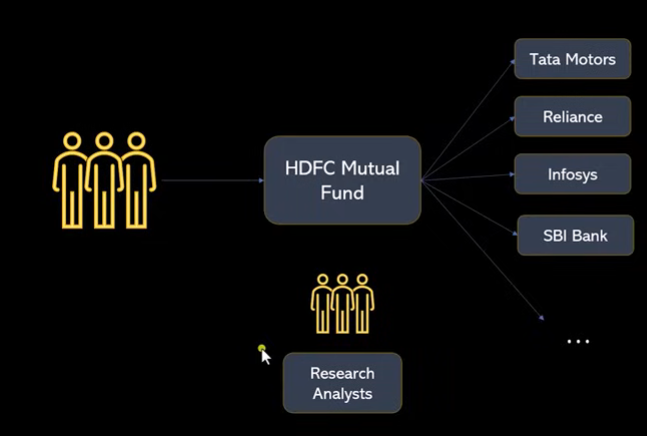 Tata Motors
Reliance
HDFC Mutual
Fund
Infosys
SBI Bank
...
Research
Analysts